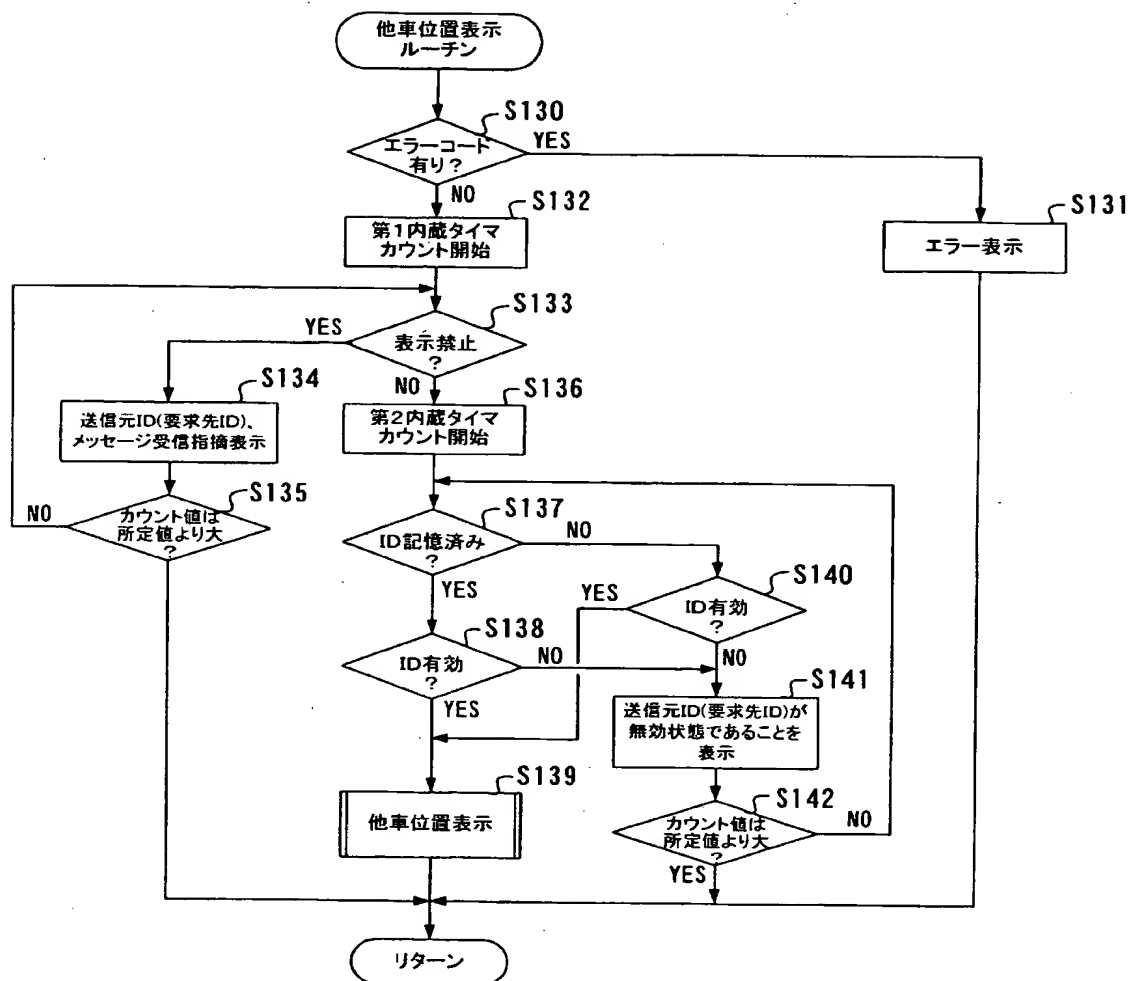 他車位置表示
ルーチン
S130
エラーコード
有り?
YES
NO
S132
第1内蔵タイマ
カウント開始
S131
エラー表示
S133
YES
表示禁止
?
NO
S134
送信元ID(要求先ID)、
メッセージ受信指摘表示
S136
第2内蔵タイマ
カウント開始
S135
NO
カウント値は
所定値より大
?
S137
ID記憶済み
?
NO
YES
S140
YES
ID有効
?
NO
S138
ID有効
?
NO
YES
S141
送信元ID(要求先ID)が
無効状態であることを
表示
S139
他車位置表示
S142
カウント値は
所定値より大
?
NO
YES
リターン